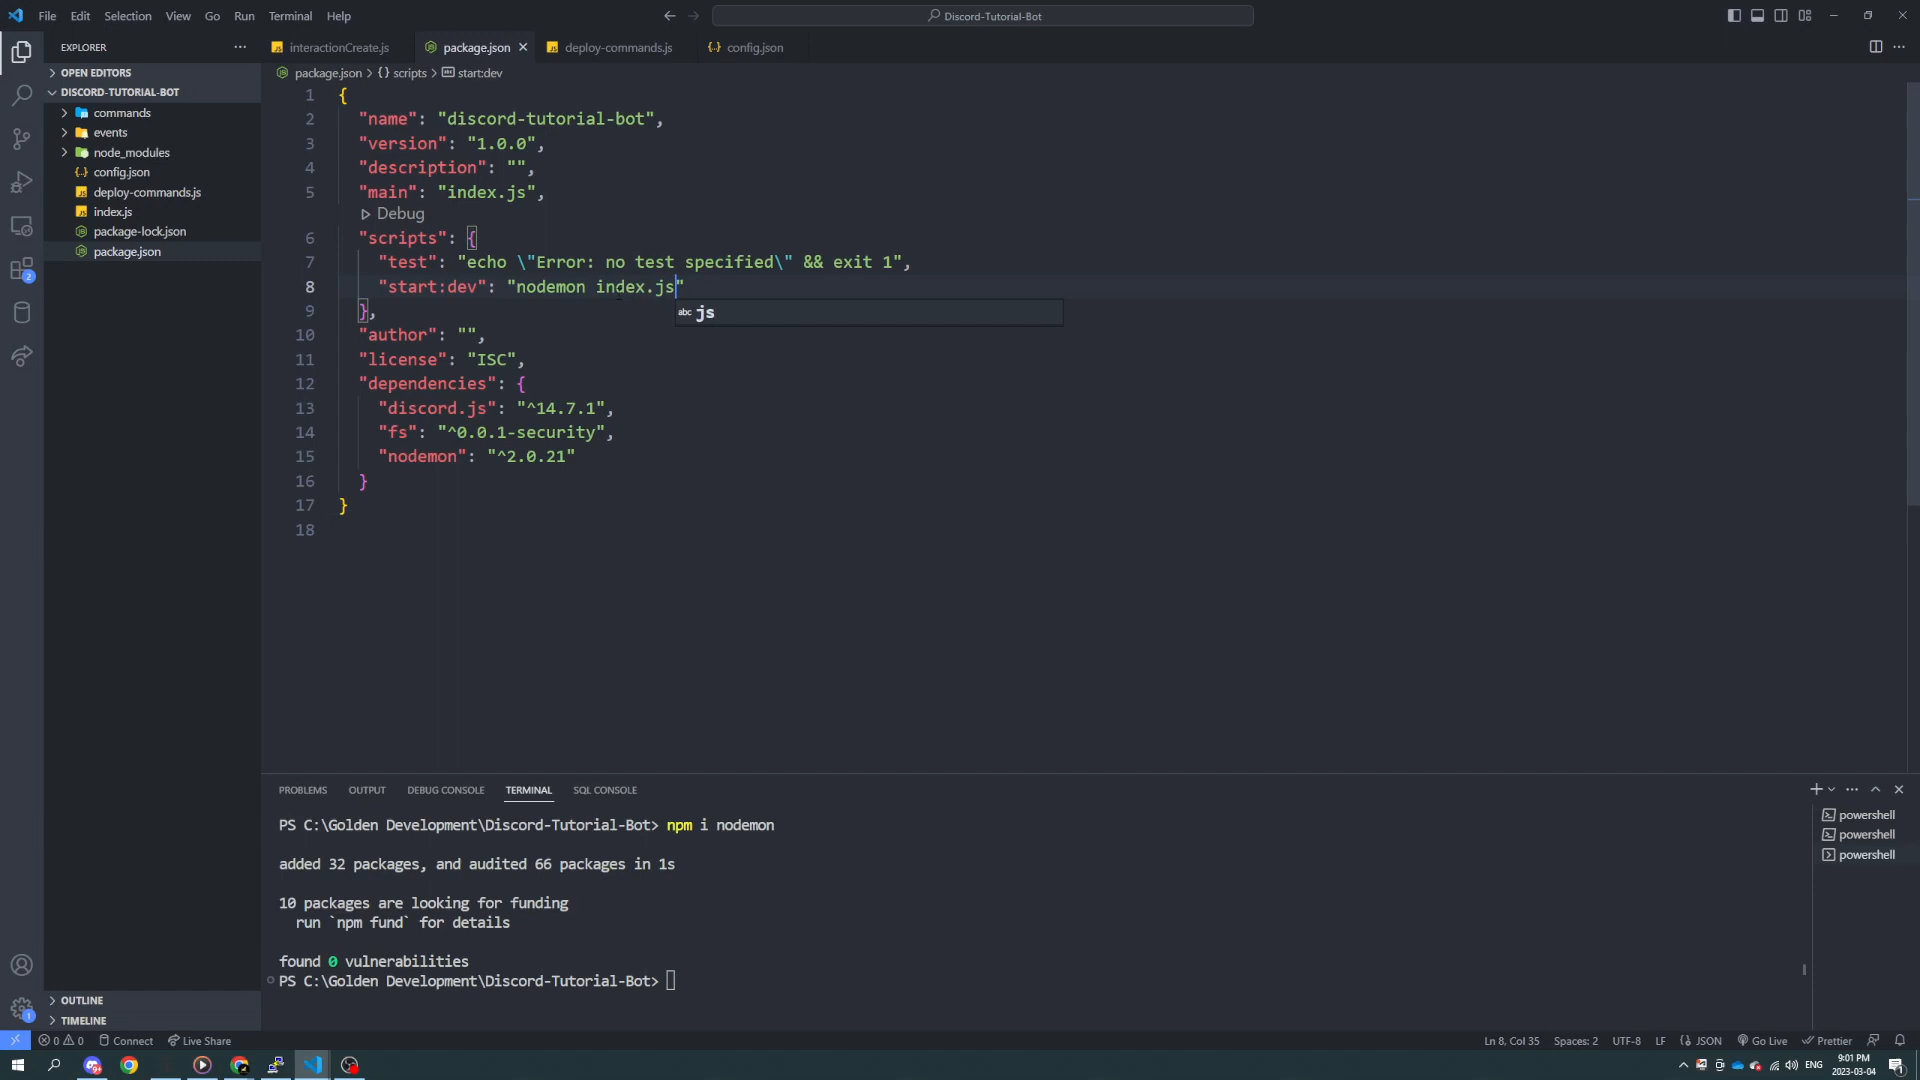 File Edit Selection View Go Run Terminal Help
Discord-Tutorial-Bot
EXPLORER
interactionCreate.js
package.json
deploy-commands.js
config.json
OPEN EDITORS
package.json > {} scripts > start:dev
DISCORD-TUTORIAL-BOT
commands
events
node_modules
config.json
deploy-commands.js
index.js
package-lock.json
package.json
1 {
2 "name": "discord-tutorial-bot",
3 "version": "1.0.0",
4 "description": "",
5 "main": "index.js",
Debug
6 "scripts": {
7 "test": "echo \"Error: no test specified\" && exit 1",
8 "start:dev": "nodemon index.js"
abc js
9 },
10 "author": "",
11 "license": "ISC",
12 "dependencies": {
13 "discord.js": "^14.7.1",
14 "fs": "^0.0.1-security",
15 "nodemon": "^2.0.21"
16 }
17 }
18
2
PROBLEMS OUTPUT DEBUG CONSOLE TERMINAL SQL CONSOLE
PS C:\Golden Development\Discord-Tutorial-Bot> npm i nodemon
added 32 packages, and audited 66 packages in 1s
10 packages are looking for funding
run `npm fund` for details
found 0 vulnerabilities
PS C:\Golden Development\Discord-Tutorial-Bot>
powershell
powershell
powershell
OUTLINE
TIMELINE
1
0 0 Connect Live Share
Ln 8, Col 35 Spaces: 2 UTF-8 LF {} JSON Go Live Prettier
ENG
9:01 PM
2023-03-04
1